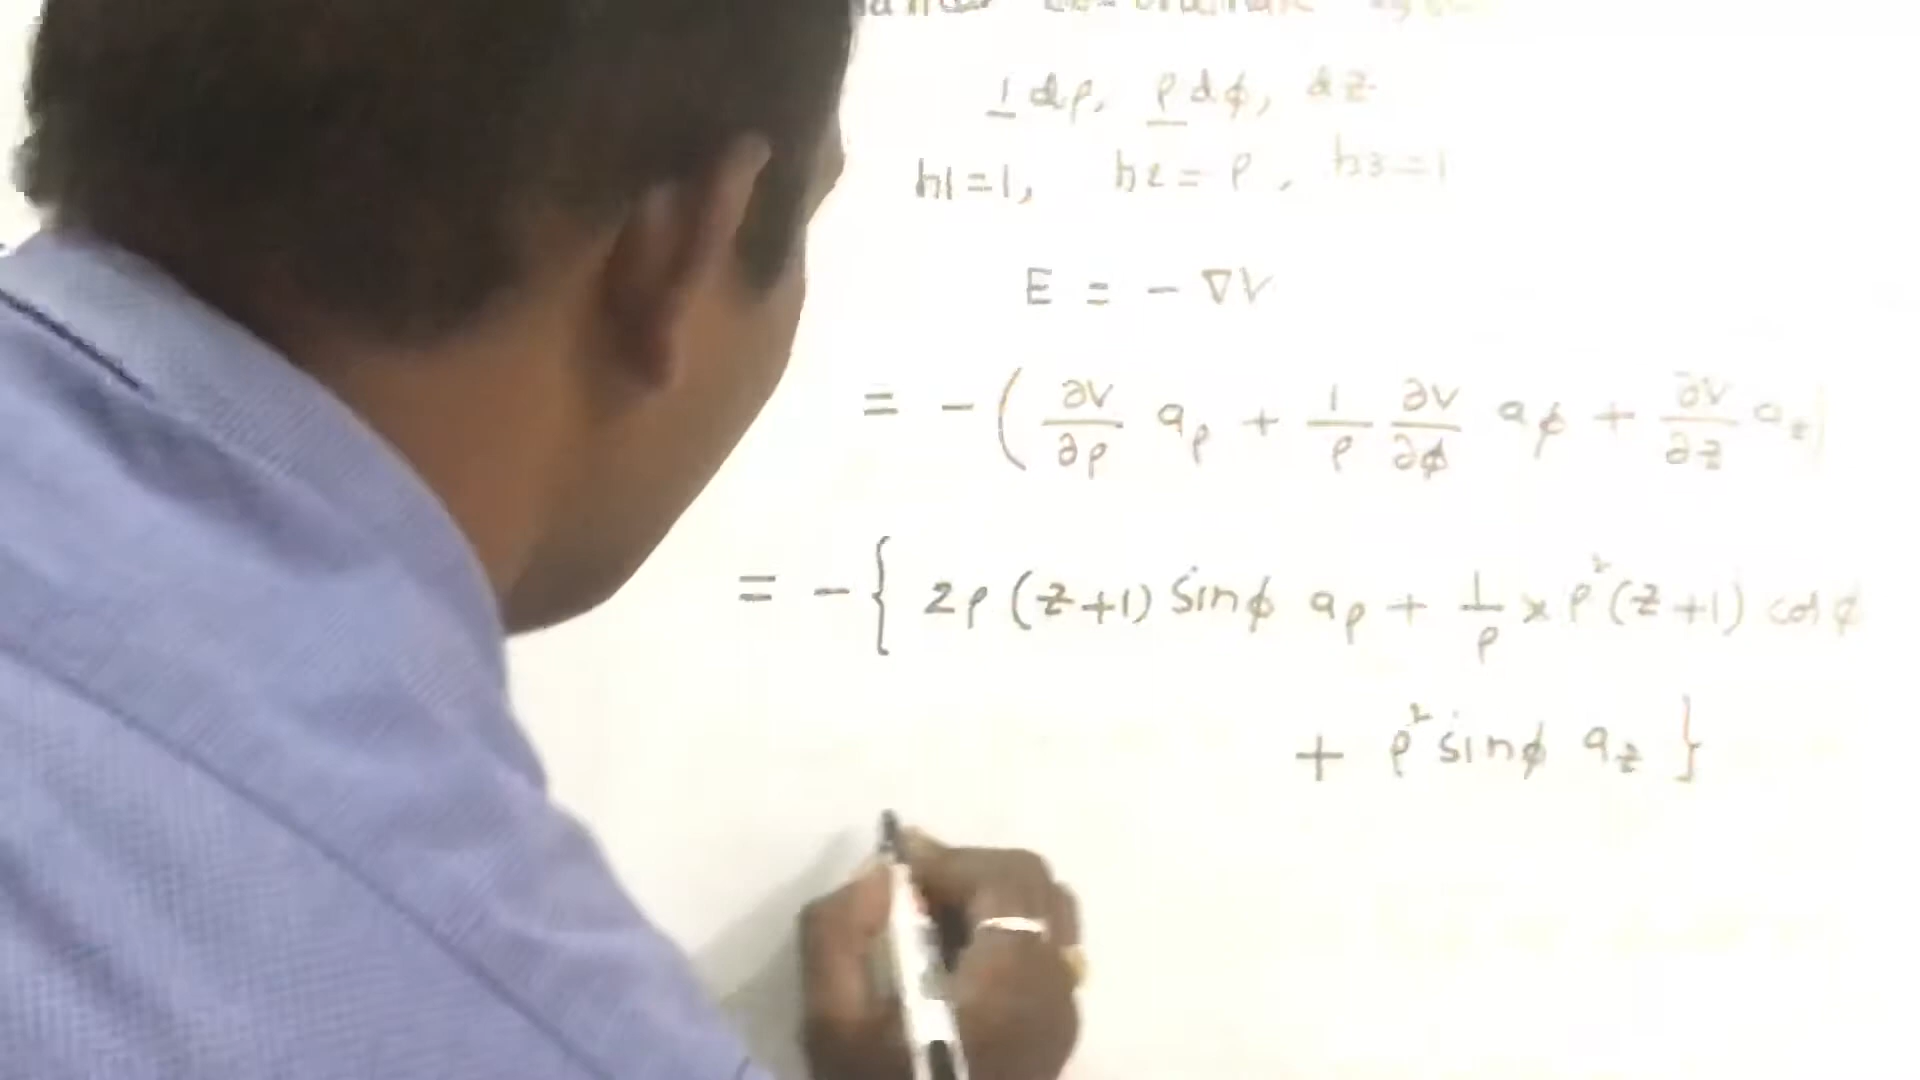 1 dρ, ρ dϕ, dz
h1 = 1, h2 = ρ, h3 = 1
E = - ∇V
= - ( ∂V/∂ρ aρ + 1/ρ ∂V/∂ϕ aϕ + ∂V/∂z az )
= - { 2ρ (z+1) sinϕ aρ + 1/ρ × ρ² (z+1) cosϕ
+ ρ² sinϕ az }